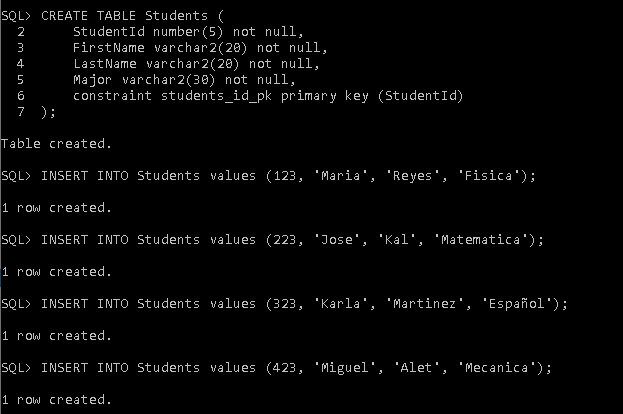 SQL> CREATE TABLE Students (
  2      StudentId number(5) not null,
  3      FirstName varchar2(20) not null,
  4      LastName varchar2(20) not null,
  5      Major varchar2(30) not null,
  6      constraint students_id_pk primary key (StudentId)
  7  );
Table created.
SQL> INSERT INTO Students values (123, 'Maria', 'Reyes', 'Fisica');
1 row created.
SQL> INSERT INTO Students values (223, 'Jose', 'Kal', 'Matematica');
1 row created.
SQL> INSERT INTO Students values (323, 'Karla', 'Martinez', 'Español');
1 row created.
SQL> INSERT INTO Students values (423, 'Miguel', 'Alet', 'Mecanica');
1 row created.